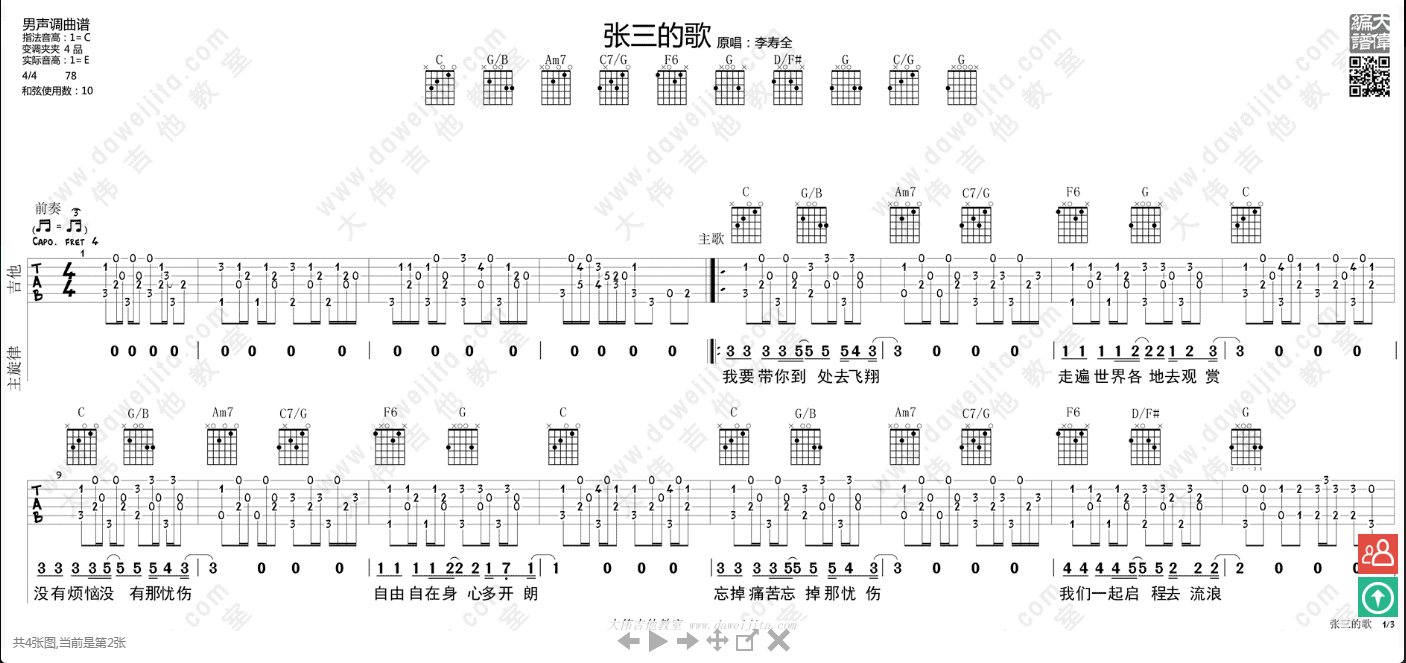 男声调曲谱
指法音高：1=C
变调夹夹 4 品
实际音高：1=E
4/4 78
和弦使用数：10
张三的歌 原唱：李寿全
大偉編譜
C G/B Am7 C7/G F6 G D/F# G C/G G
前奏
CAPO. FRET 4
主歌
C G/B Am7 C7/G F6 G C
吉他
TAB
4/4
主旋律
0 0 0 0 0 0 0 0 0 0 0 0 0 0 0 3 3 3 3 5 5 5 5 4 3 3 0 0 0 1 1 1 1 2 2 2 1 2 3 3 0 0 0
我要带你到 处去飞翔 走遍世界各 地去观 赏
C G/B Am7 C7/G F6 G C C G/B Am7 C7/G F6 D/F# G
9
TAB
3 3 3 3 5 5 5 5 4 3 3 0 0 0 1 1 1 1 2 2 2 1 7 1 1 0 0 0 3 3 3 3 5 5 5 5 4 3 3 0 0 0 4 4 4 4 5 5 5 2 2 2 2 0 0 0
没有烦恼没 有那忧伤 自由自在身 心多开 朗 忘掉痛苦忘 掉那忧 伤 我们一起启 程去 流浪
大伟吉他教室 www.daweijita.com
张三的歌 1/3
共4张图,当前是第2张
www.daweijita.com
大伟吉他教室